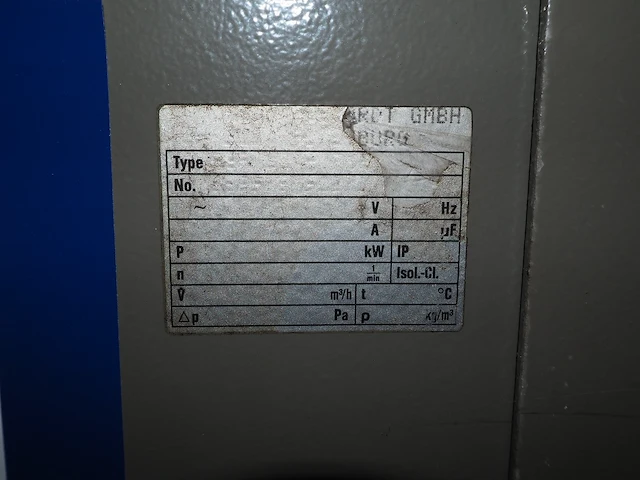 GMBH
Type
No.
~ V Hz
A µF
P kW IP
n 1/min Isol.-Cl.
V̇ m³/h t °C
△p Pa ρ kg/m³